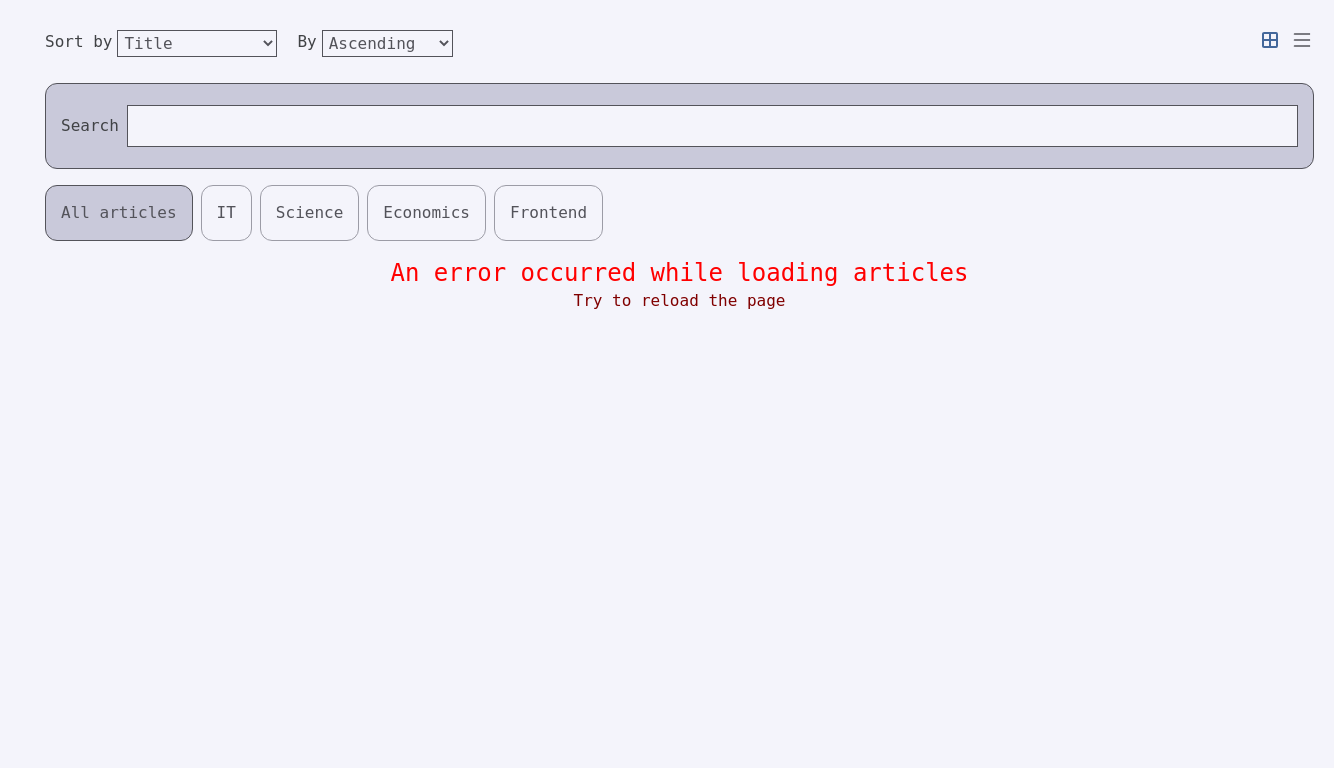 Sort by Title By Ascending
Search
All articles IT Science Economics Frontend
An error occurred while loading articles
Try to reload the page